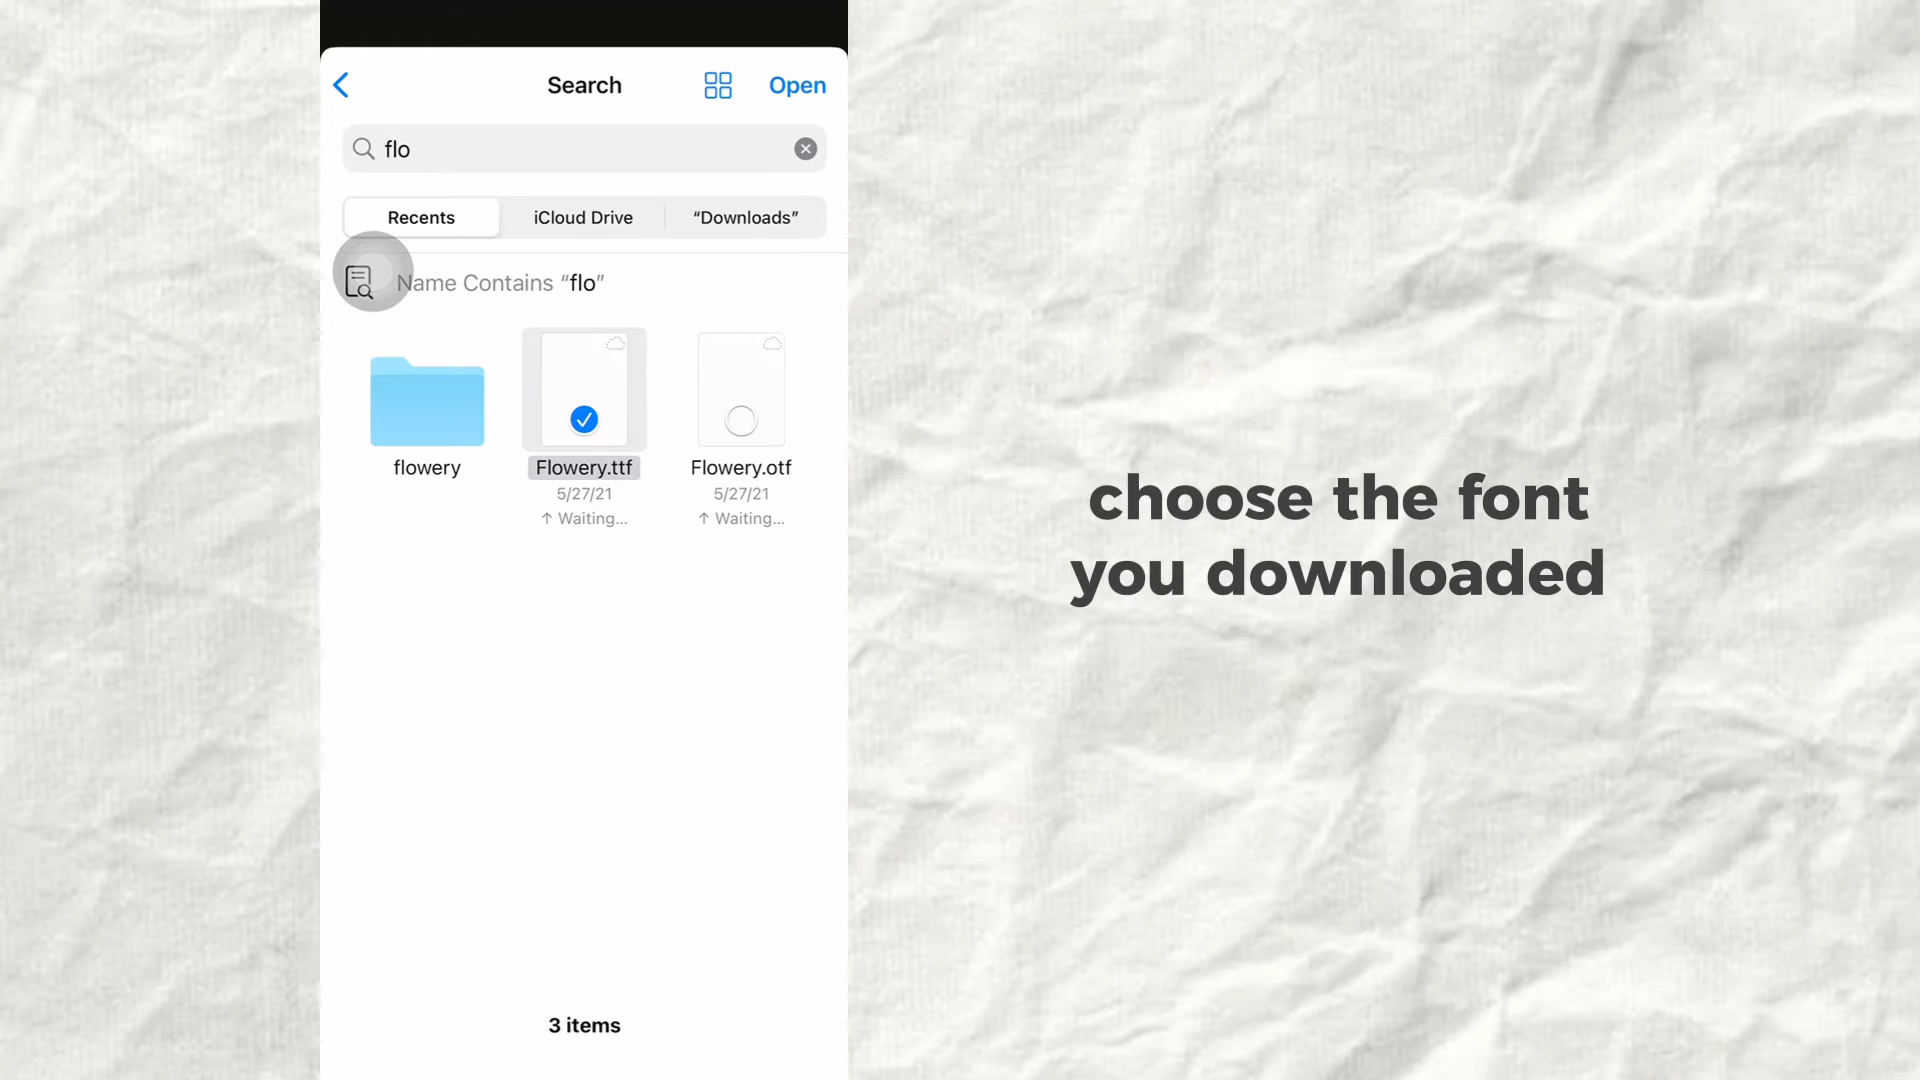 Search
Open
flo
Recents
iCloud Drive
“Downloads”
Name Contains “flo”
flowery
Flowery.ttf
5/27/21
↑ Waiting...
Flowery.otf
5/27/21
↑ Waiting...
3 items
choose the font
you downloaded